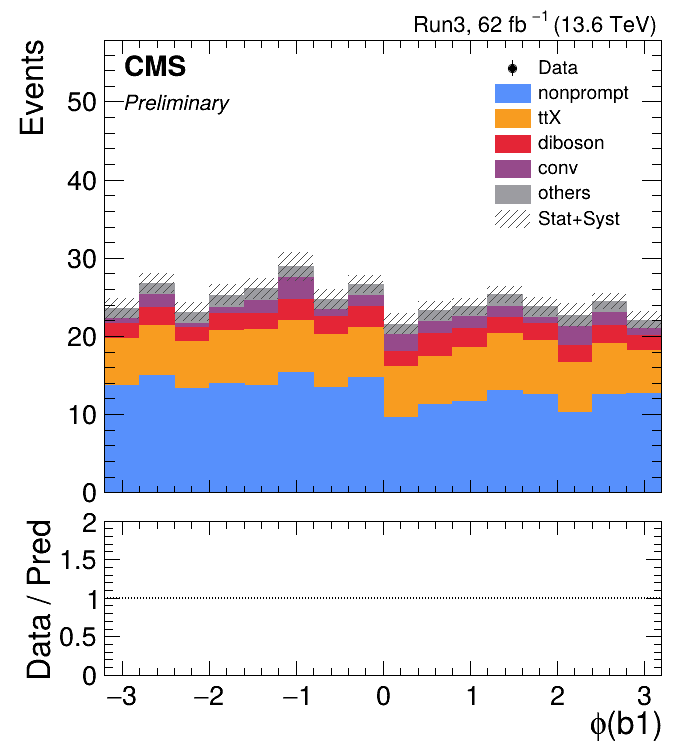 Run3, 62 fb⁻¹ (13.6 TeV)
CMS
Preliminary
Events
Data
nonprompt
ttX
diboson
conv
others
Stat+Syst
50
40
30
20
10
0
Data / Pred
2
1.5
1
0.5
0
−3 −2 −1 0 1 2 3
ϕ(b1)